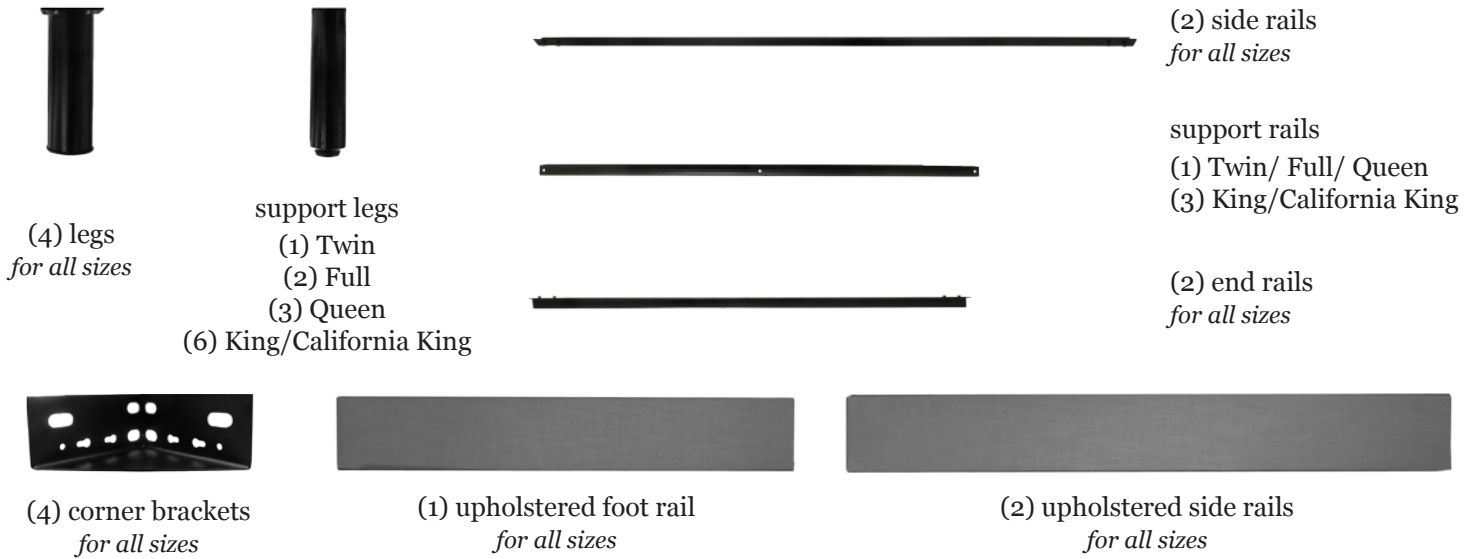 (4) legs
for all sizes
support legs
(1) Twin
(2) Full
(3) Queen
(6) King/California King
(2) side rails
for all sizes
support rails
(1) Twin/ Full/ Queen
(3) King/California King
(2) end rails
for all sizes
(4) corner brackets
for all sizes
(1) upholstered foot rail
for all sizes
(2) upholstered side rails
for all sizes